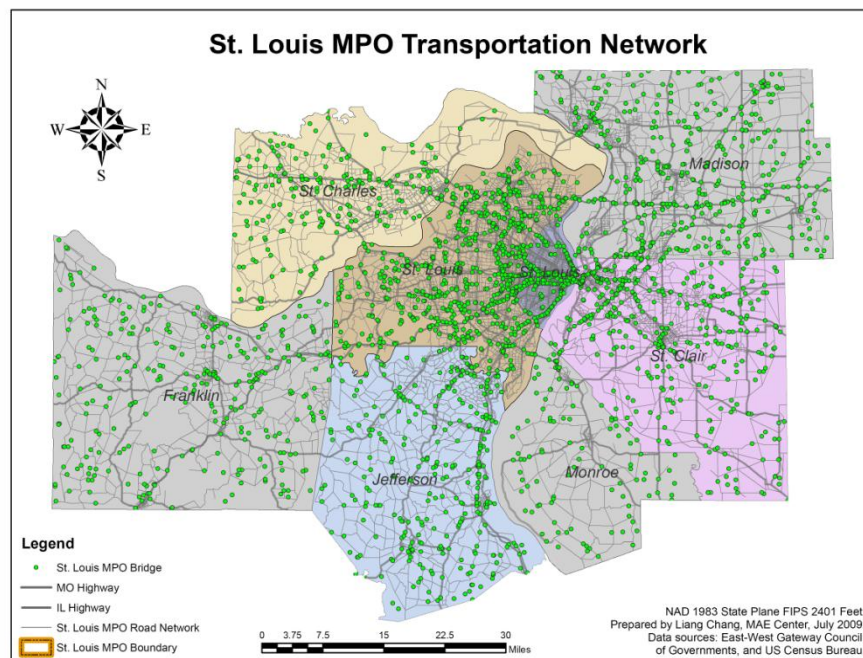 St. Louis MPO Transportation Network
N
W
E
S
Madison
St. Charles
St. Louis
St. Louis
St. Clair
Franklin
Jefferson
Monroe
Legend
St. Louis MPO Bridge
MO Highway
IL Highway
St. Louis MPO Road Network
St. Louis MPO Boundary
0 3.75 7.5 15 22.5 30
Miles
NAD 1983 State Plane FIPS 2401 Feet
Prepared by Liang Chang, MAE Center, July 2009
Data sources: East-West Gateway Council
of Governments, and US Census Bureau